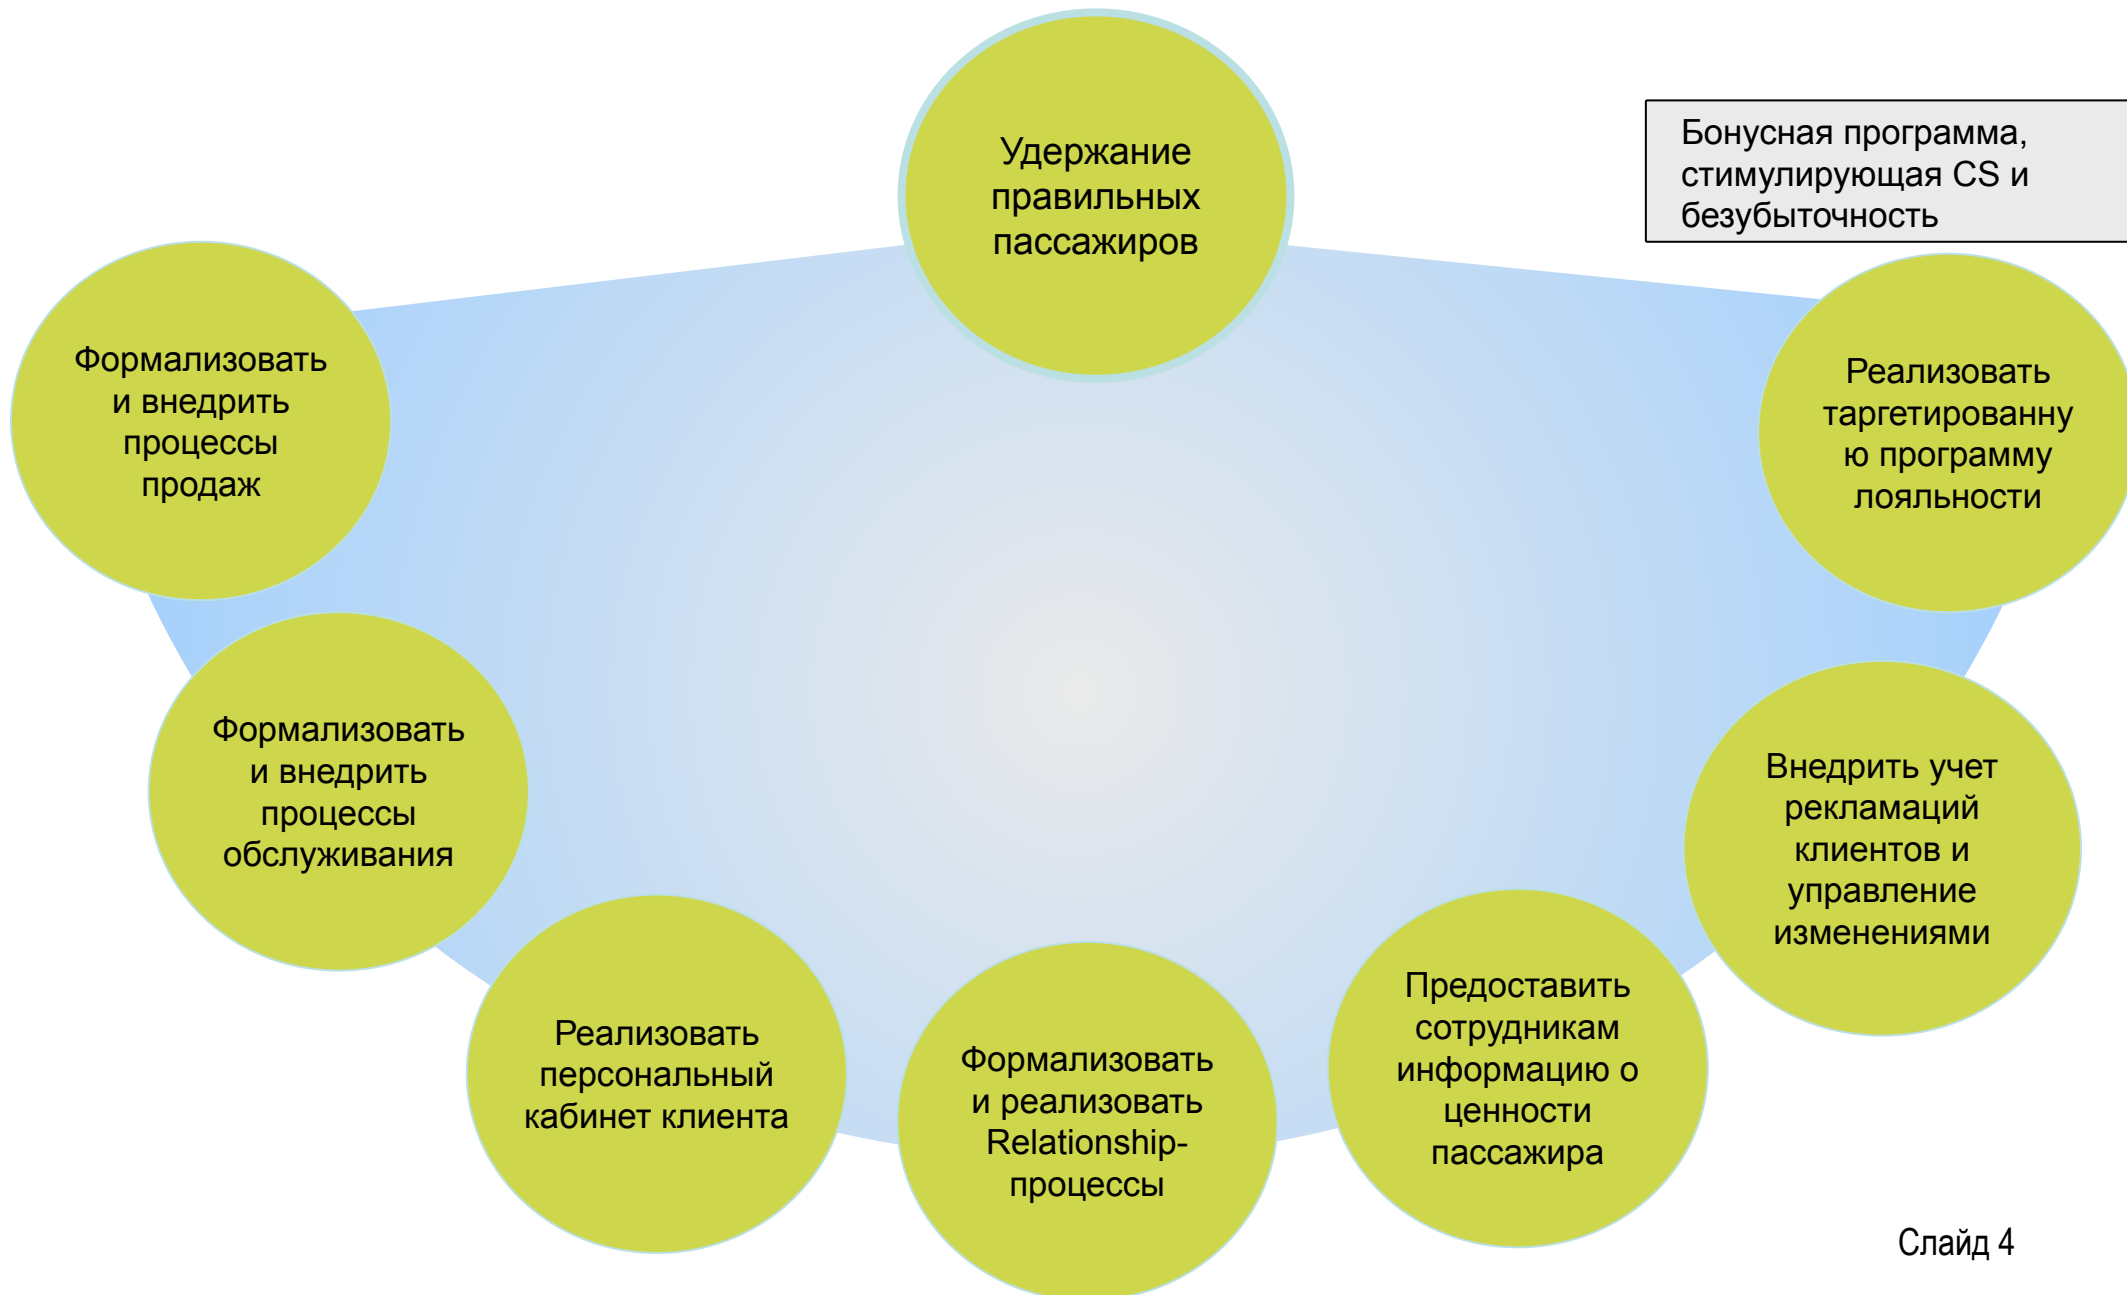 Удержание
правильных
пассажиров
Бонусная программа,
стимулирующая CS и
безубыточность
Формализовать
и внедрить
процессы
продаж
Реализовать
таргетированну
ю программу
лояльности
Формализовать
и внедрить
процессы
обслуживания
Внедрить учет
рекламаций
клиентов и
управление
изменениями
Реализовать
персональный
кабинет клиента
Формализовать
и реализовать
Relationship-
процессы
Предоставить
сотрудникам
информацию о
ценности
пассажира
Слайд 4